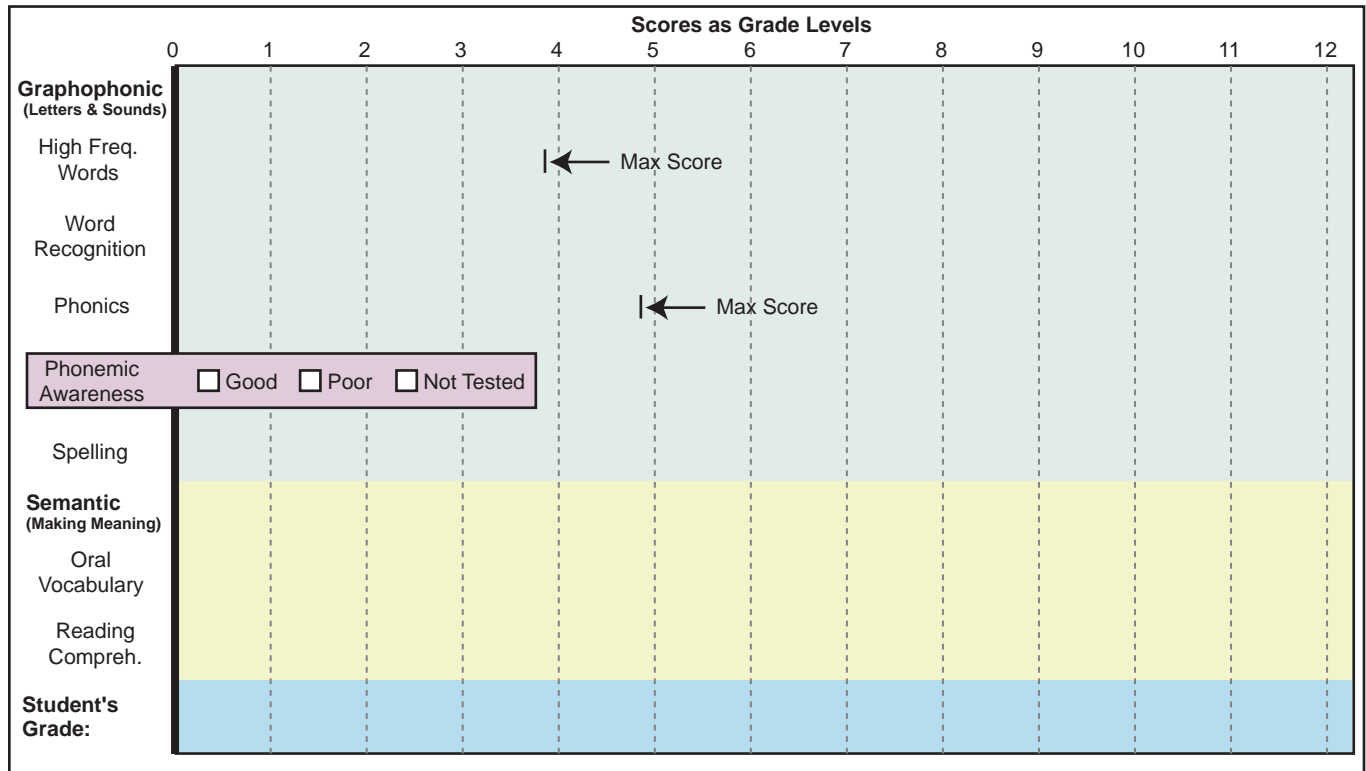 Scores as Grade Levels
0 1 2 3 4 5 6 7 8 9 10 11 12
Graphophonic
(Letters & Sounds)
High Freq.
Words
Max Score
Word
Recognition
Phonics
Max Score
Phonemic
Awareness
Good Poor Not Tested
Spelling
Semantic
(Making Meaning)
Oral
Vocabulary
Reading
Compreh.
Student's
Grade: